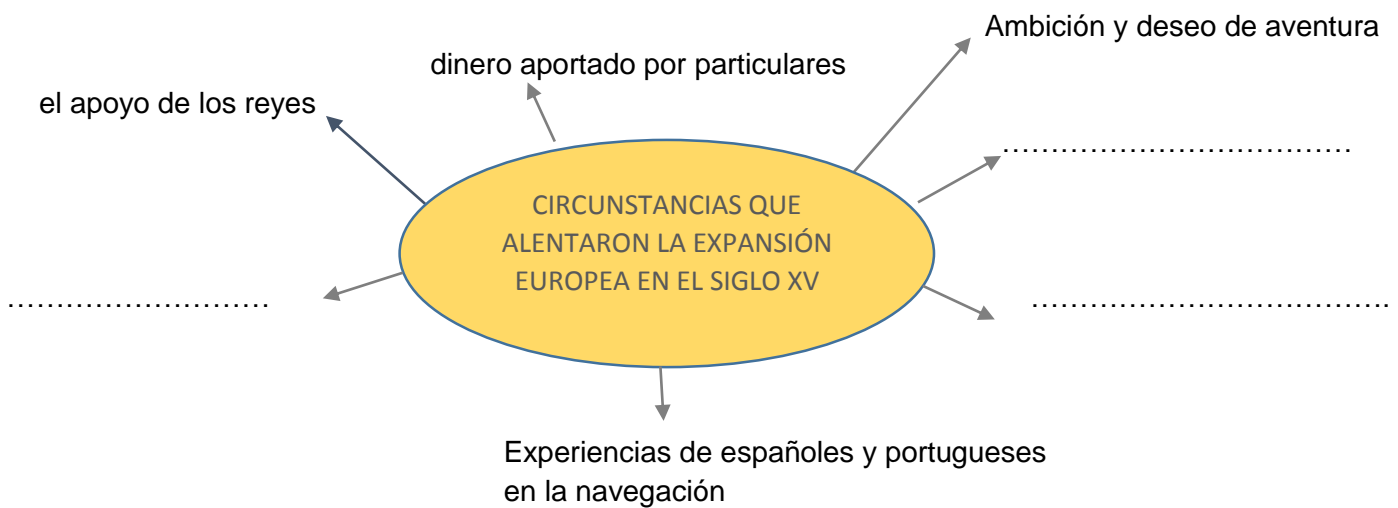 Ambición y deseo de aventura
dinero aportado por particulares
el apoyo de los reyes
……………………………….
CIRCUNSTANCIAS QUE
ALENTARON LA EXPANSIÓN
EUROPEA EN EL SIGLO XV
………………………
……………………………….
Experiencias de españoles y portugueses
en la navegación